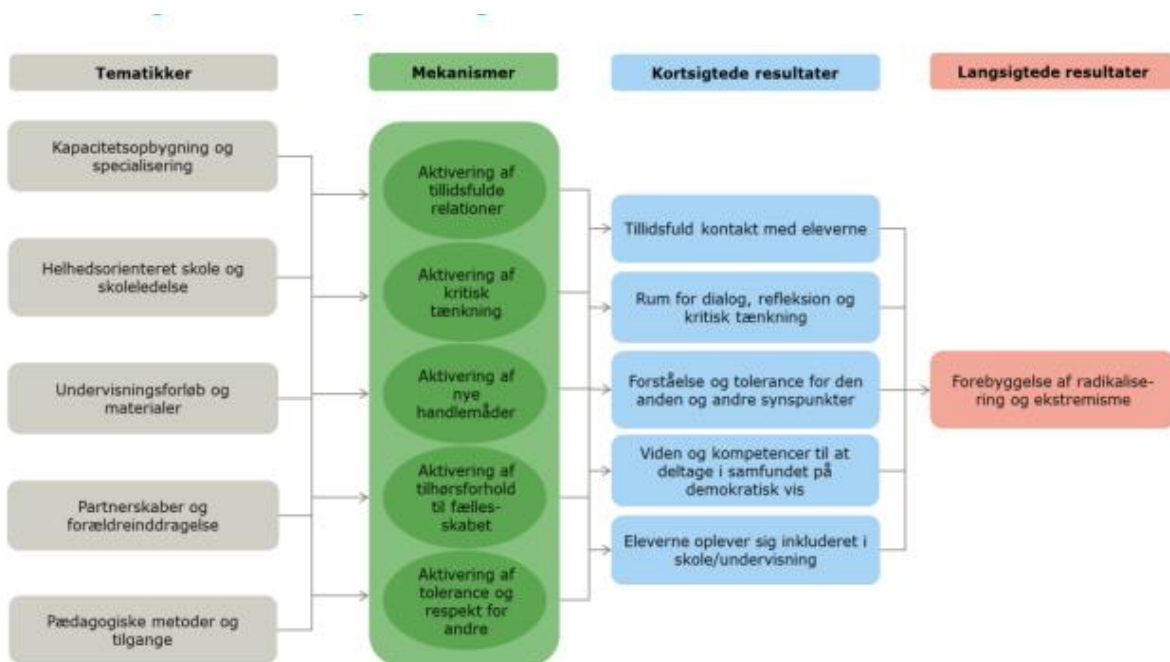 Tematikker
Mekanismer
Kortsigtede resultater
Langsigtede resultater
Kapacitetsopbygning og
specialisering
Helhedsorienteret skole og
skoleledelse
Undervisningsforløb og
materialer
Partnerskaber og
forældreinddragelse
Pædagogiske metoder og
tilgange
Aktivering af
tillidsfulde
relationer
Aktivering af
kritisk
tænkning
Aktivering af
nye
handlemåder
Aktivering af
tilhørsforhold
til fælles-
skabet
Aktivering af
tolerance og
respekt for
andre
Tillidsfuld kontakt med eleverne
Rum for dialog, refleksion og
kritisk tænkning
Forståelse og tolerance for den
anden og andre synspunkter
Viden og kompetencer til at
deltage i samfundet på
demokratisk vis
Eleverne oplever sig inkluderet i
skole/undervisning
Forebyggelse af radikalise-
ring og ekstremisme